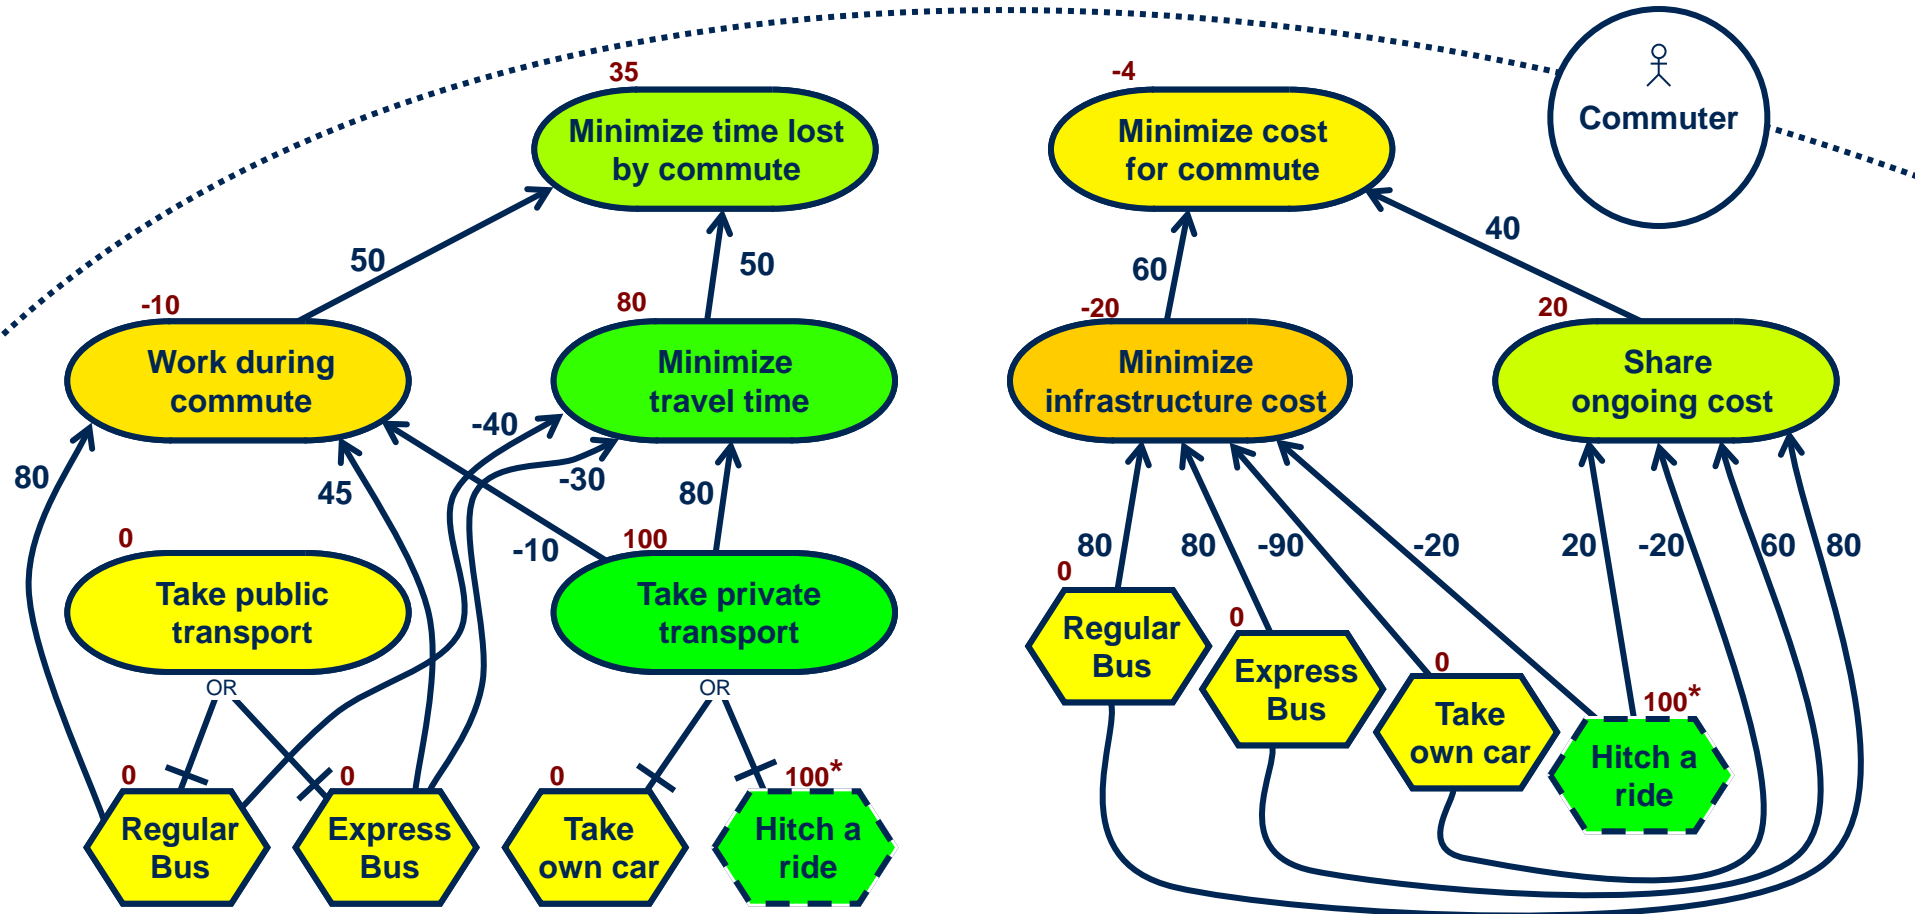 35
-4
Minimize time lost
by commute
Minimize cost
for commute
Commuter
50
50
60
40
-10
80
-20
20
Work during
commute
Minimize
travel time
Minimize
infrastructure cost
Share
ongoing cost
80
45
-40
-30
80
-10
80
80
-90
-20
20
-20
60
80
0
100
Take public
transport
Take private
transport
OR
OR
0
Regular
Bus
0
Express
Bus
0
Take
own car
100*
Hitch a
ride
0
Regular
Bus
0
Express
Bus
0
Take
own car
100*
Hitch a
ride